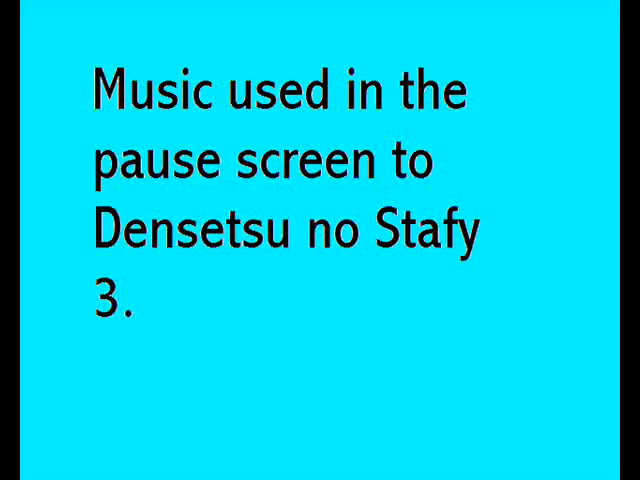 Music used in the
pause screen to
Densetsu no Stafy
3.